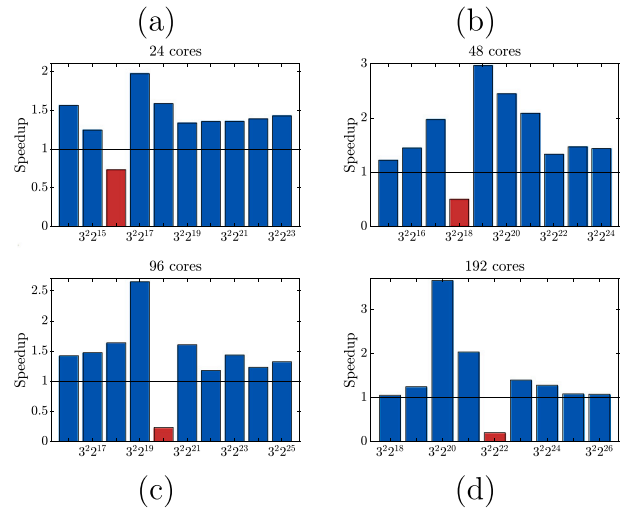 (a) (b)
24 cores 48 cores
Speedup
2
1.5
1
0.5
0
3²2¹⁵ 3²2¹⁷ 3²2¹⁹ 3²2²¹ 3²2²³
Speedup
3
2
1
0
3²2¹⁶ 3²2¹⁸ 3²2²⁰ 3²2²² 3²2²⁴
96 cores 192 cores
Speedup
2.5
2
1.5
1
0.5
0
3²2¹⁷ 3²2¹⁹ 3²2²¹ 3²2²³ 3²2²⁵
Speedup
3
2
1
0
3²2¹⁸ 3²2²⁰ 3²2²² 3²2²⁴ 3²2²⁶
(c) (d)